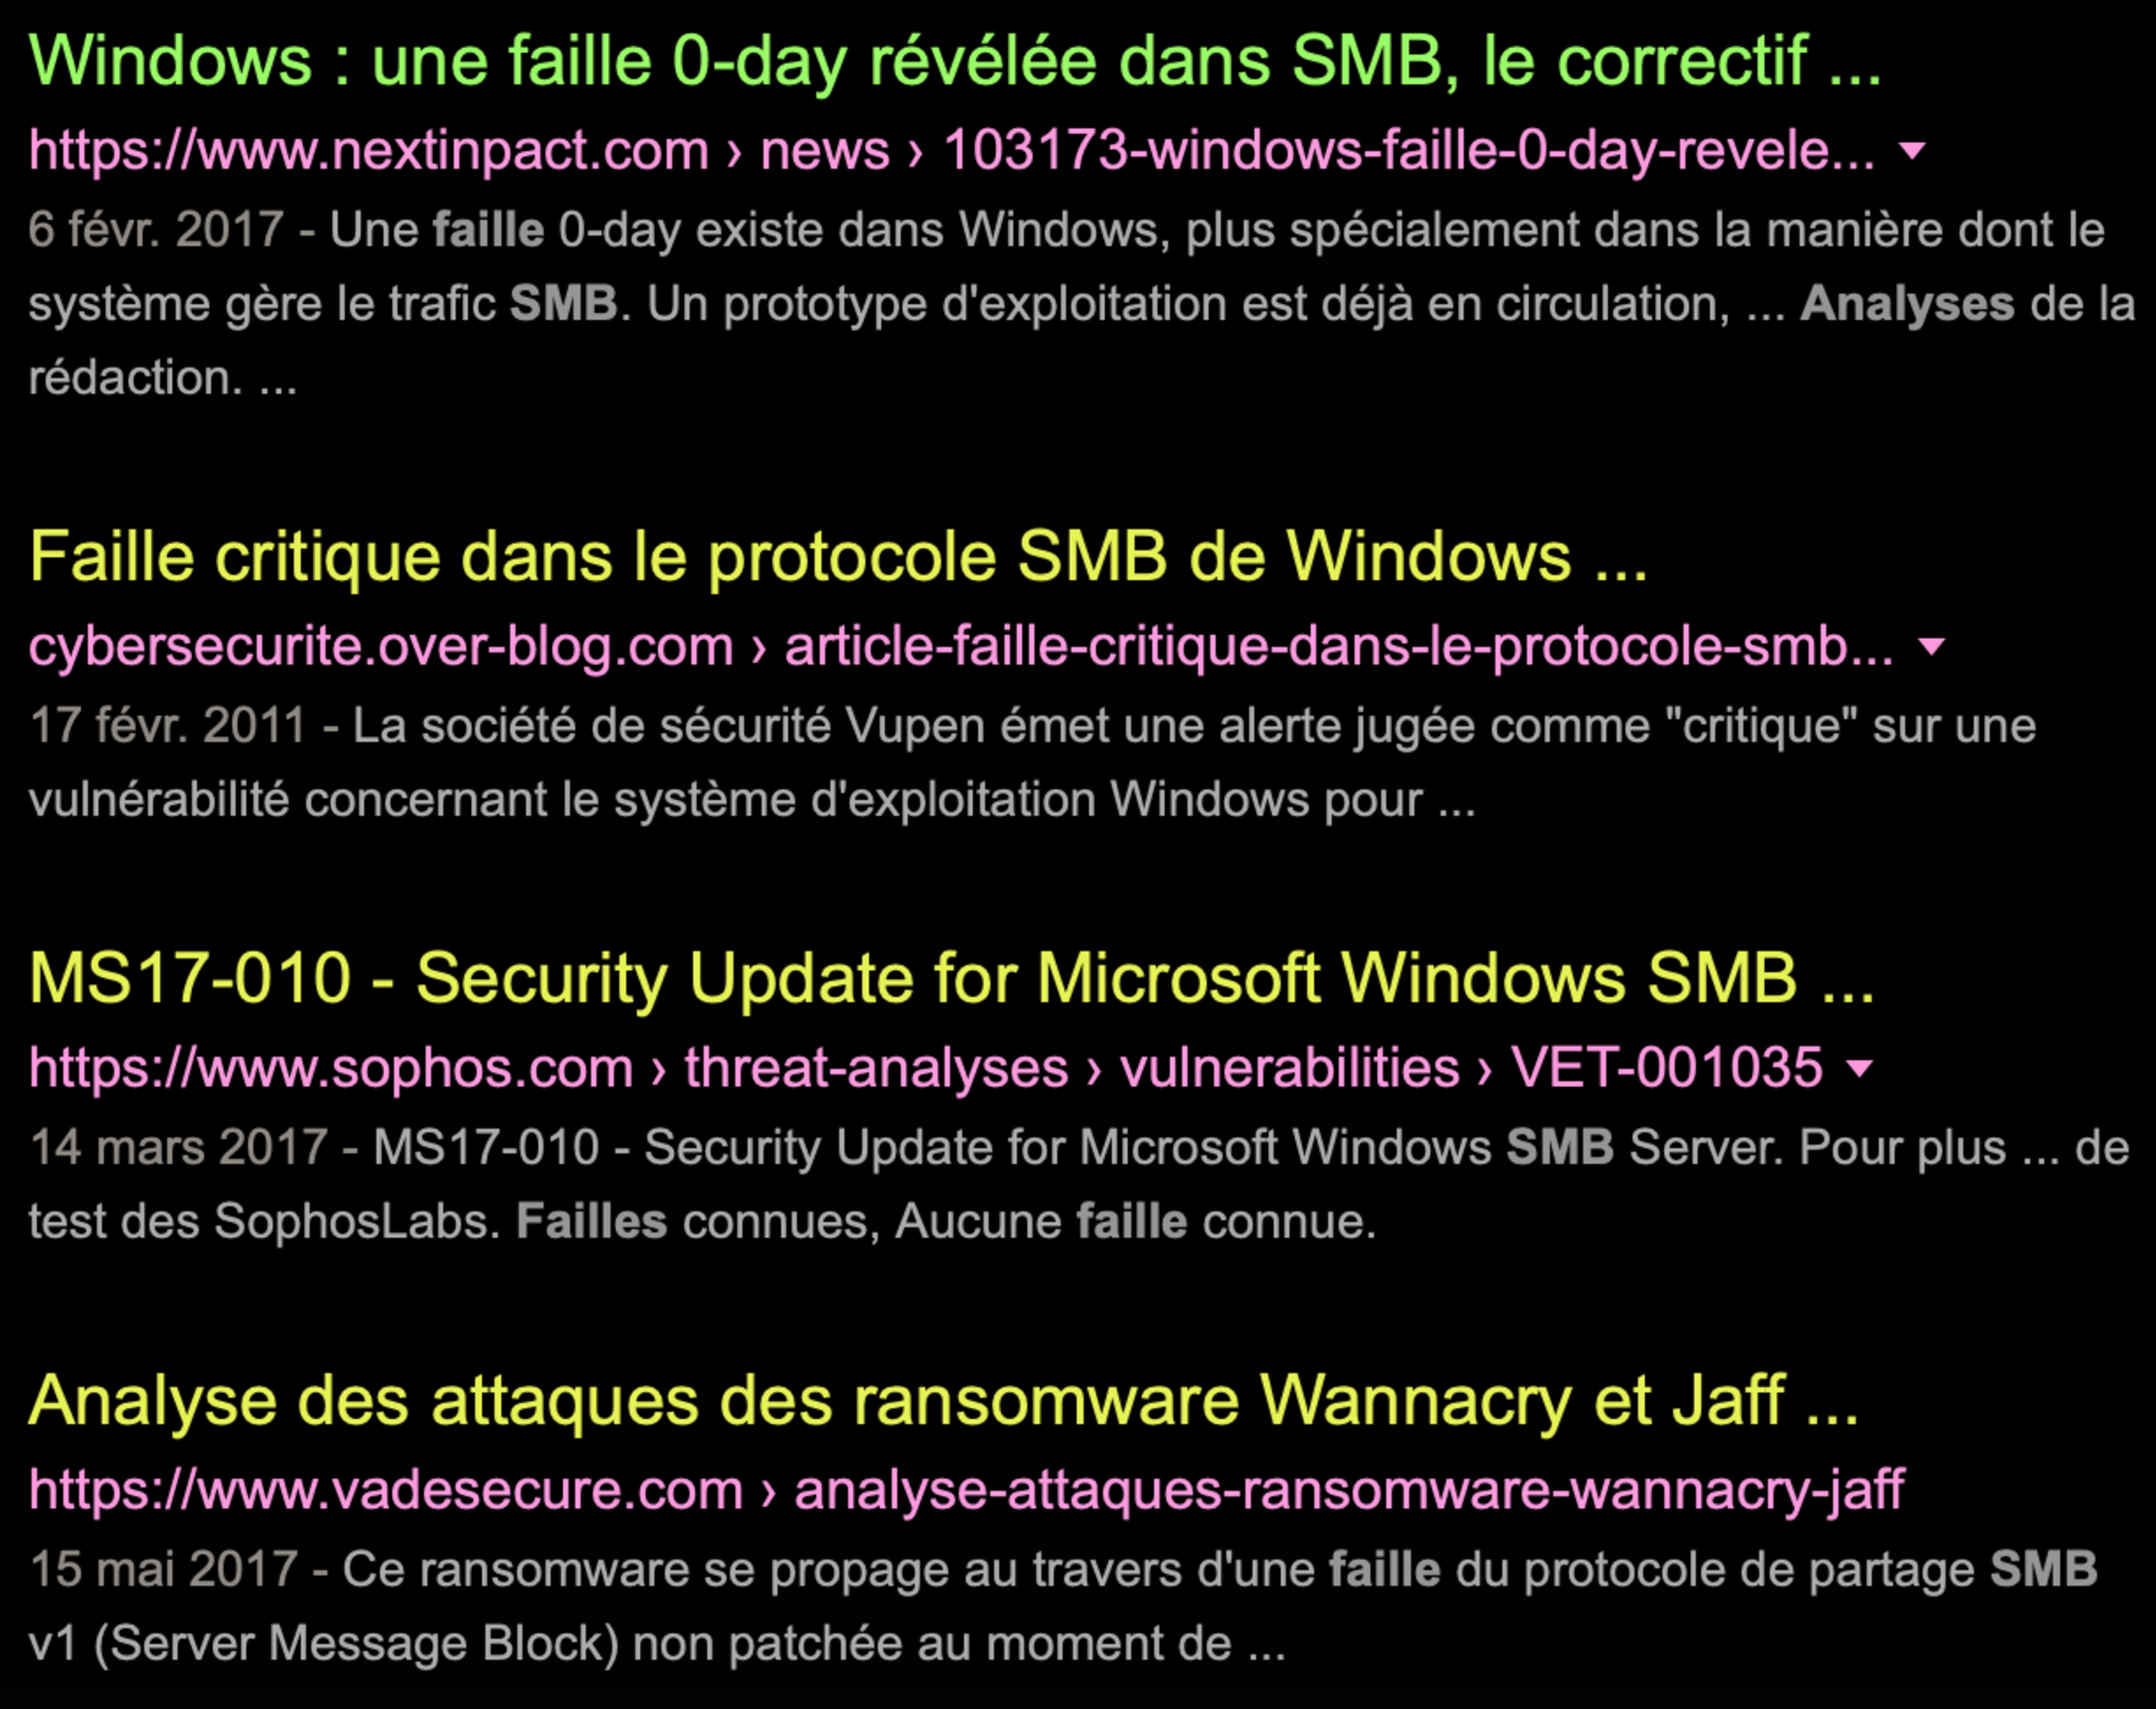 Windows : une faille 0-day révélée dans SMB, le correctif ...
https://www.nextinpact.com › news › 103173-windows-faille-0-day-revele...
6 févr. 2017 - Une faille 0-day existe dans Windows, plus spécialement dans la manière dont le
système gère le trafic SMB. Un prototype d'exploitation est déjà en circulation, ... Analyses de la
rédaction. ...
Faille critique dans le protocole SMB de Windows ...
cybersecurite.over-blog.com › article-faille-critique-dans-le-protocole-smb...
17 févr. 2011 - La société de sécurité Vupen émet une alerte jugée comme "critique" sur une
vulnérabilité concernant le système d'exploitation Windows pour ...
MS17-010 - Security Update for Microsoft Windows SMB ...
https://www.sophos.com › threat-analyses › vulnerabilities › VET-001035
14 mars 2017 - MS17-010 - Security Update for Microsoft Windows SMB Server. Pour plus ... de
test des SophosLabs. Failles connues, Aucune faille connue.
Analyse des attaques des ransomware Wannacry et Jaff ...
https://www.vadesecure.com › analyse-attaques-ransomware-wannacry-jaff
15 mai 2017 - Ce ransomware se propage au travers d'une faille du protocole de partage SMB
v1 (Server Message Block) non patchée au moment de ...